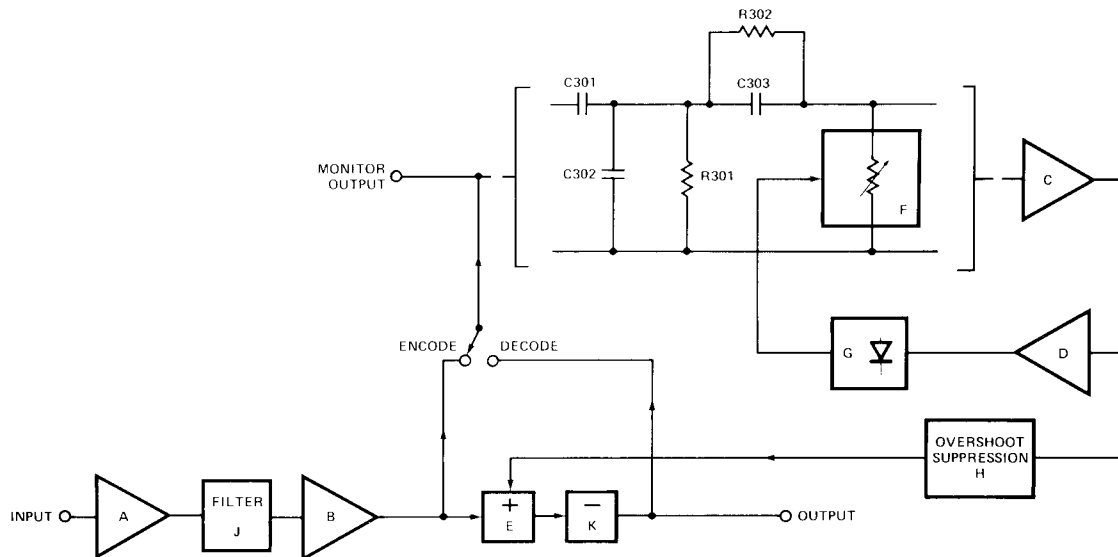 R302
C301
C303
MONITOR
OUTPUT
C302
R301
F
C
ENCODE
DECODE
G
D
OVERSHOOT
SUPPRESSION
H
INPUT
A
FILTER
J
B
+
E
−
K
OUTPUT